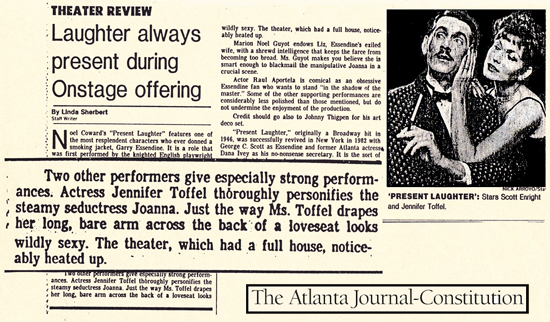 THEATER REVIEW
Laughter always
present during
Onstage offering
By Linda Sherbert
Staff Writer
Noel Coward's "Present Laughter" features one of
the most resplendent characters who ever donned a
smoking jacket, Garry Essendine. It is a role that
was first performed by the knighted English playwright
wildly sexy. The theater, which had a full house, notice-
ably heated up.
Marion Noel Guyot endows Liz, Essendine's exiled
wife, with a shrewd intelligence that keeps the farce from
becoming too broad. Ms. Guyot makes you believe she is
smart enough to blackmail the manipulative Joanna in a
crucial scene.
Actor Raul Aportela is comical as an obsessive
Essendine fan who wants to stand "in the shadow of the
master." Some of the other supporting performances are
considerably less polished than those mentioned, but do
not undermine the enjoyment of the production.
Credit should go also to Johnny Thigpen for his art
deco set.
"Present Laughter," originally a Broadway hit in
1946, was successfully revived in New York in 1982 with
George C. Scott as Essendine and former Atlanta actress
Dana Ivey as his no-nonsense secretary. It is the sort of
NICK ARROYO/Staff
'PRESENT LAUGHTER': Stars Scott Enright
and Jennifer Toffel.
Two other performers give especially strong perform-
ances. Actress Jennifer Toffel thoroughly personifies the
steamy seductress Joanna. Just the way Ms. Toffel drapes
her long, bare arm across the back of a loveseat looks
wildly sexy. The theater, which had a full house, notice-
ably heated up.
Two other performers give especially strong perform-
ances. Actress Jennifer Toffel thoroughly personifies the
steamy seductress Joanna. Just the way Ms. Toffel drapes
her long, bare arm across the back of a loveseat looks
The Atlanta Journal-Constitution